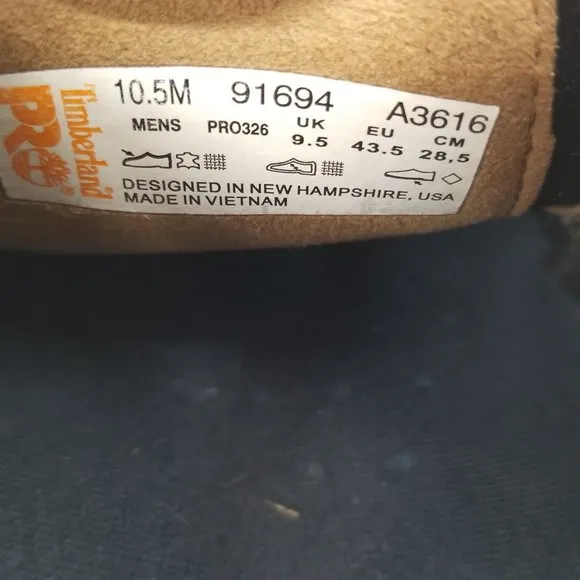 Timberland
PRO
10.5M 91694 A3616
MENS PRO326 UK 9.5 EU 43.5 CM 28,5
DESIGNED IN NEW HAMPSHIRE, USA
MADE IN VIETNAM